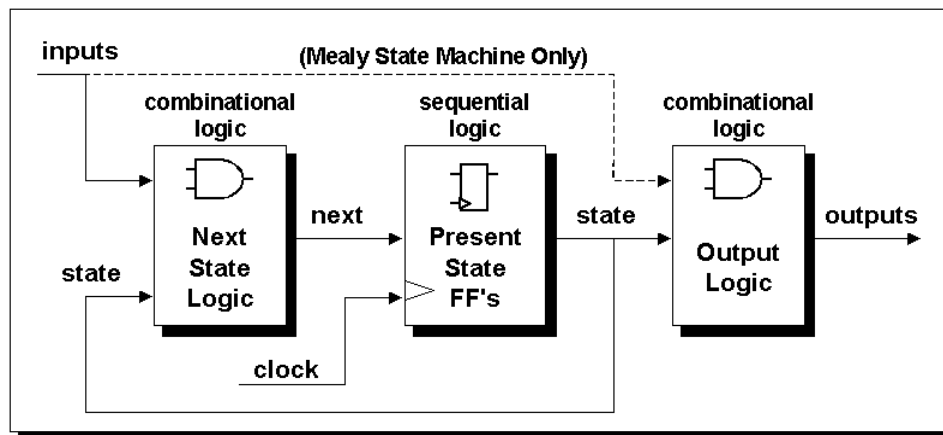 inputs
(Mealy State Machine Only)
combinational
logic
sequential
logic
combinational
logic
next
state
outputs
Next
State
Logic
Present
State
FF's
Output
Logic
state
clock